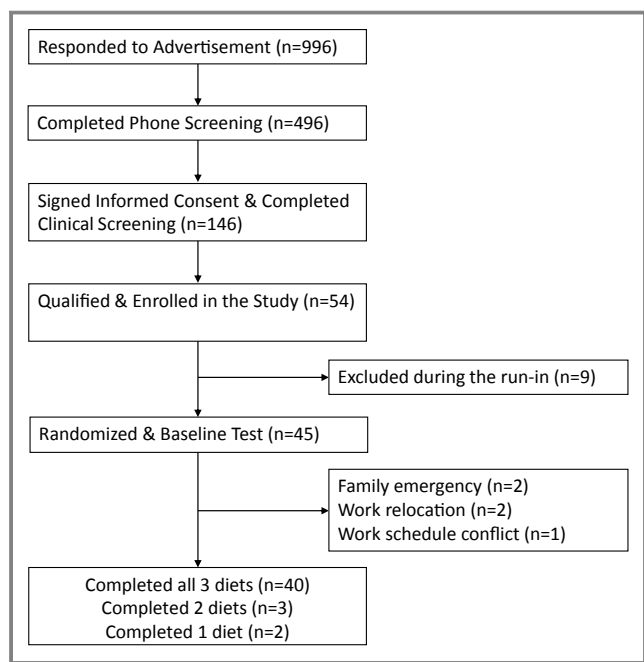 Responded to Advertisement (n=996)
Completed Phone Screening (n=496)
Signed Informed Consent & Completed
Clinical Screening (n=146)
Qualified & Enrolled in the Study (n=54)
Excluded during the run-in (n=9)
Randomized & Baseline Test (n=45)
Family emergency (n=2)
Work relocation (n=2)
Work schedule conflict (n=1)
Completed all 3 diets (n=40)
Completed 2 diets (n=3)
Completed 1 diet (n=2)